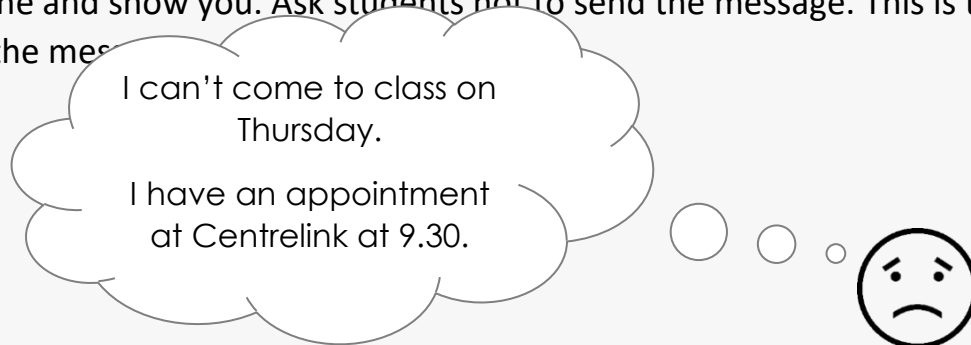 and show you. Ask students not to send the message. This is
the
I can't come to class on
Thursday.
I have an appointment
at Centrelink at 9.30.